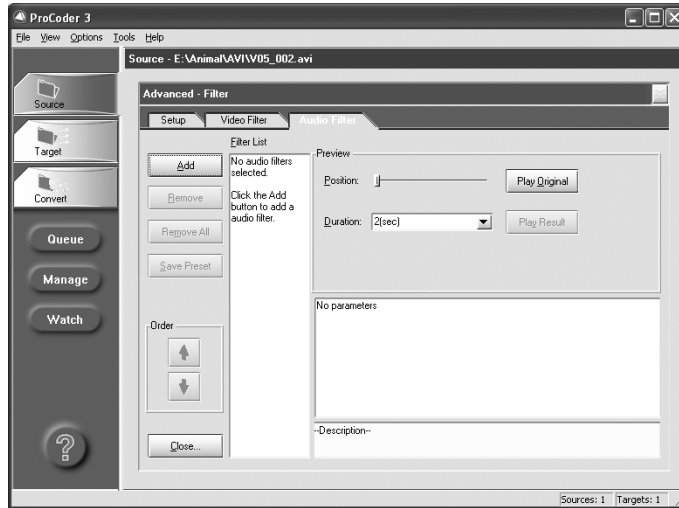 ProCoder 3
File View Options Tools Help
Source - E:\Animal\AVI\V05_002.avi
Source
Target
Convert
Queue
Manage
Watch
?
Advanced - Filter
Setup Video Filter Audio Filter
Add
Remove
Remove All
Save Preset
Order
Close...
Filter List
No audio filters
selected.
Click the Add
button to add a
audio filter.
Preview
Position: Play Original
Duration: 2(sec) Play Result
No parameters
--Description--
Sources: 1 Targets: 1